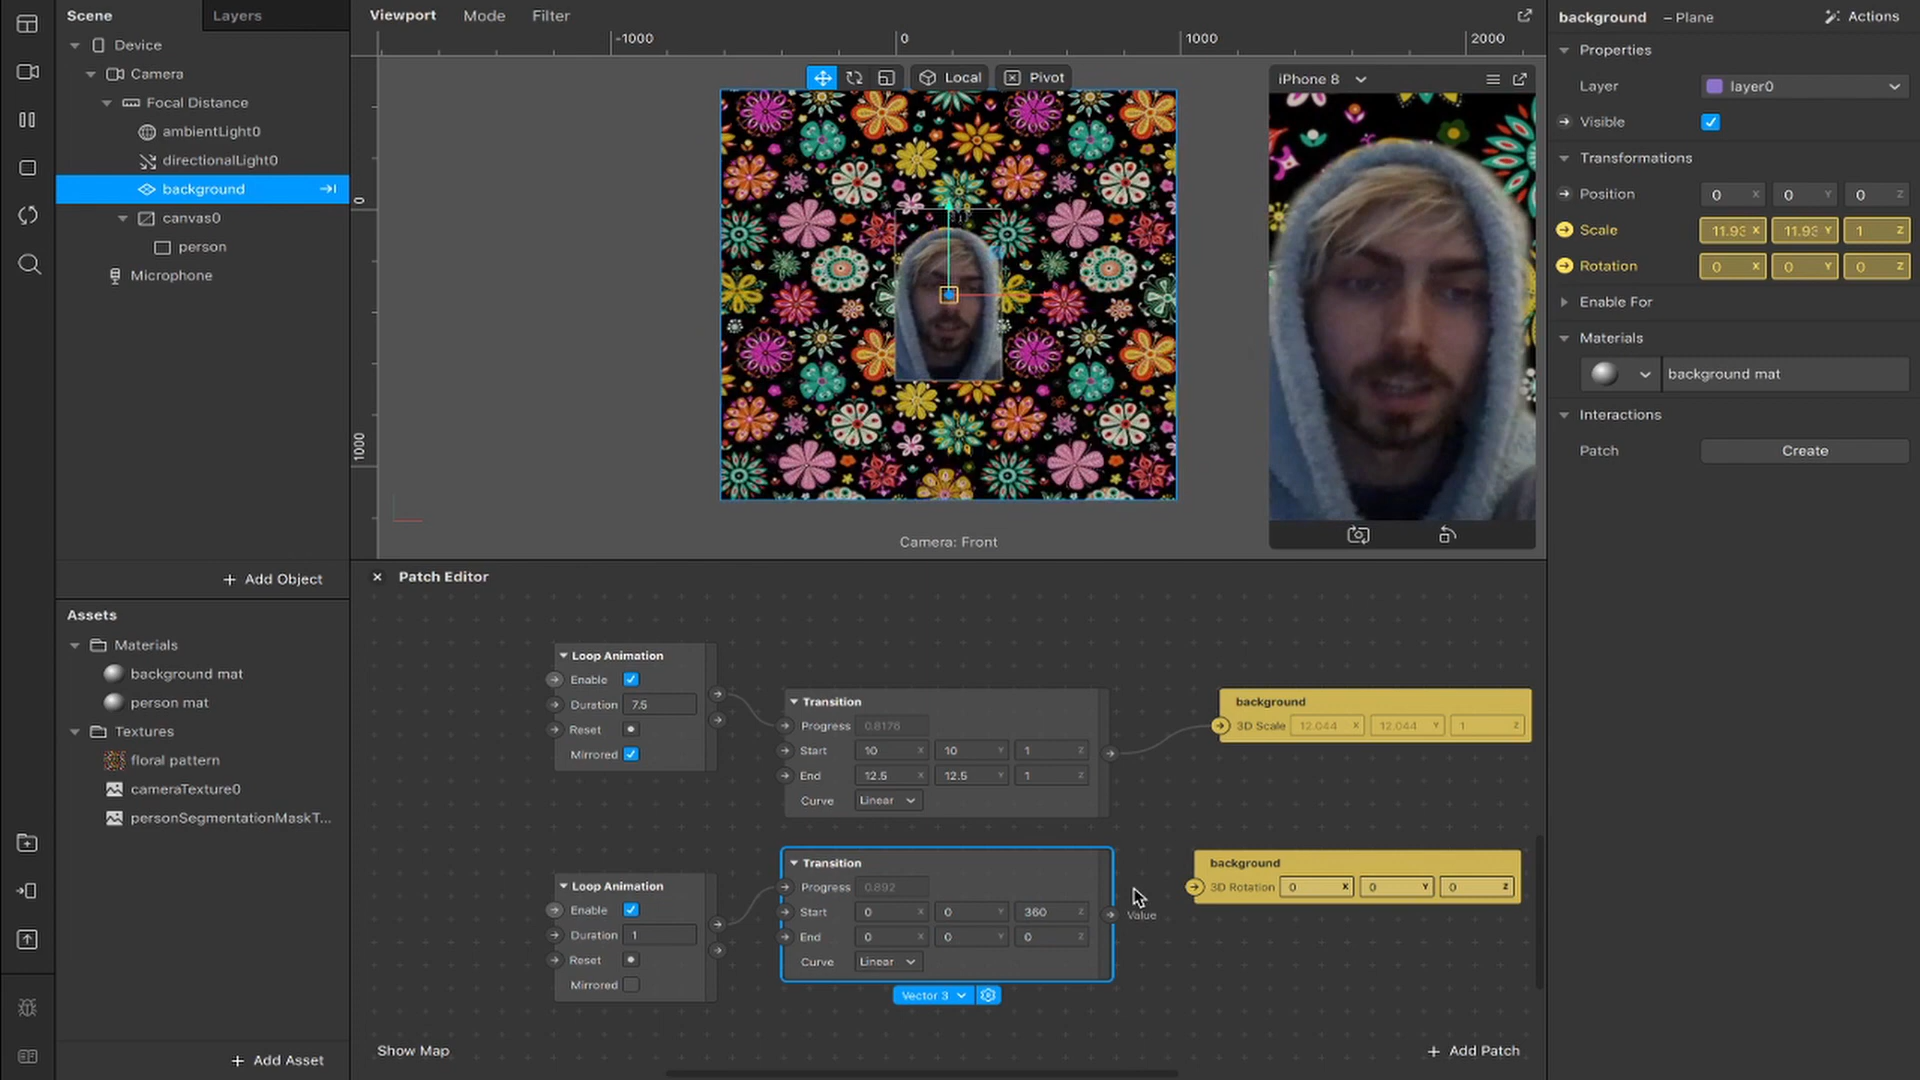 Scene
Layers
Device
Camera
Focal Distance
ambientLight0
directionalLight0
background
canvas0
person
Microphone
+ Add Object
Assets
Materials
background mat
person mat
Textures
floral pattern
cameraTexture0
personSegmentationMaskT...
+ Add Asset
Viewport Mode Filter
-1000 0 1000 2000
0
1000
Local Pivot
Camera: Front
iPhone 8
× Patch Editor
Loop Animation
Enable
Duration 7.5
Reset
Mirrored
Transition
Progress 0.8176
Start 10 X 10 Y 1 Z
End 12.5 X 12.5 Y 1 Z
Curve Linear
background
3D Scale 12.044 X 12.044 Y 1 Z
Loop Animation
Enable
Duration 1
Reset
Mirrored
Transition
Progress 0.892
Start 0 X 0 Y 360 Z
End 0 X 0 Y 0 Z
Curve Linear
Vector 3
Value
background
3D Rotation 0 X 0 Y 0 Z
Show Map
+ Add Patch
background – Plane
Actions
Properties
Layer layer0
Visible
Transformations
Position 0 X 0 Y 0 Z
Scale 11.93 X 11.93 Y 1 Z
Rotation 0 X 0 Y 0 Z
Enable For
Materials
background mat
Interactions
Patch Create